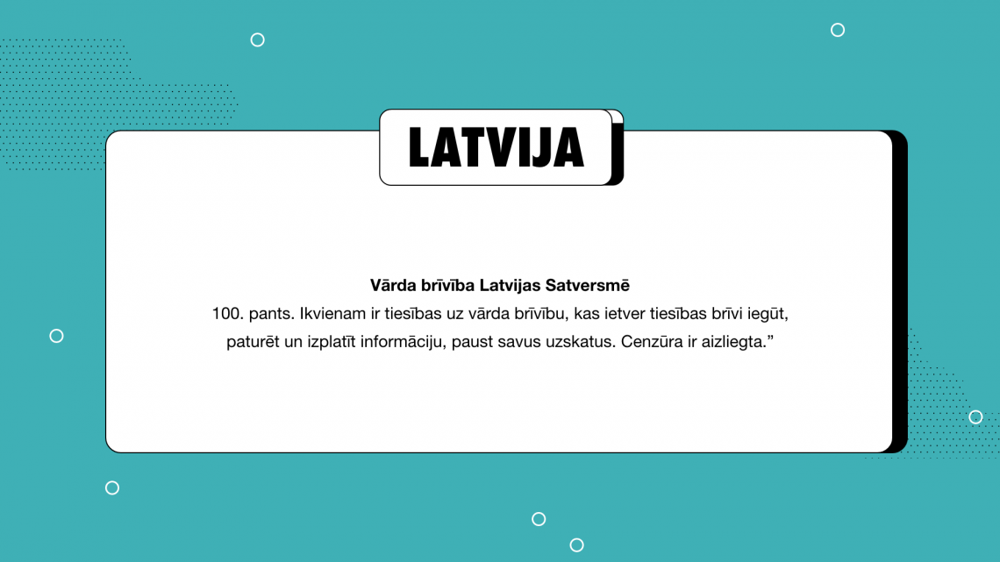 LATVIJA
Vārda brīvība Latvijas Satversmē
100. pants. Ikvienam ir tiesības uz vārda brīvību, kas ietver tiesības brīvi iegūt,
paturēt un izplatīt informāciju, paust savus uzskatus. Cenzūra ir aizliegta.”